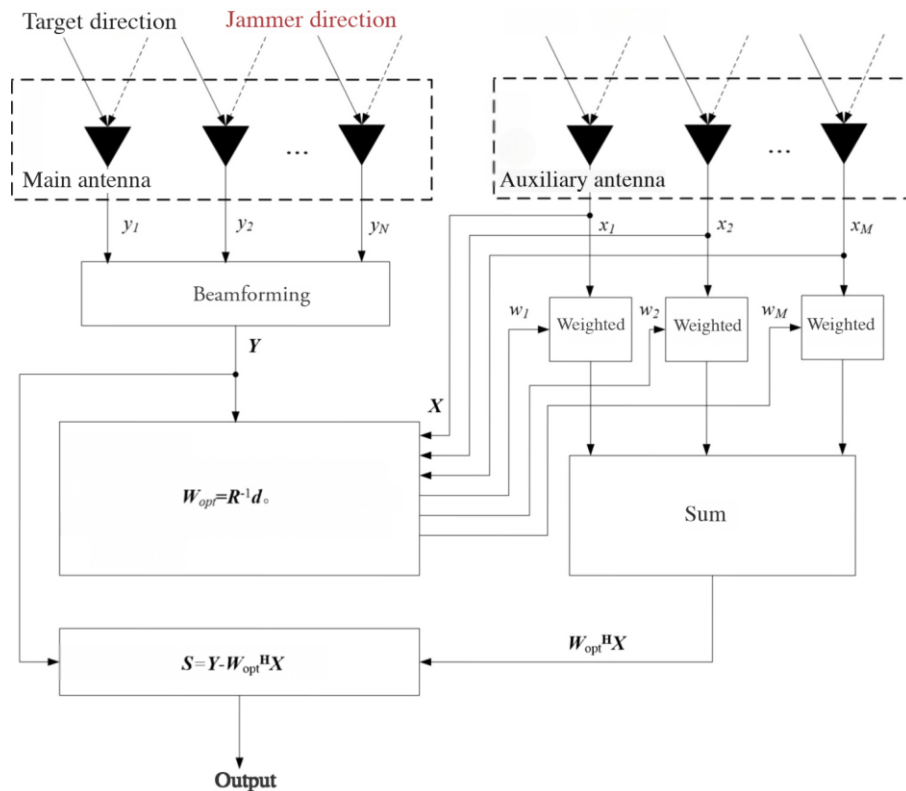 Target direction
Jammer direction
Main antenna
...
Auxiliary antenna
...
y1
y2
yN
x1
x2
xM
Beamforming
w1
Weighted
w2
Weighted
wM
Weighted
Y
X
Wopt=R-1d。
Sum
WoptHX
S=Y-WoptHX
Output